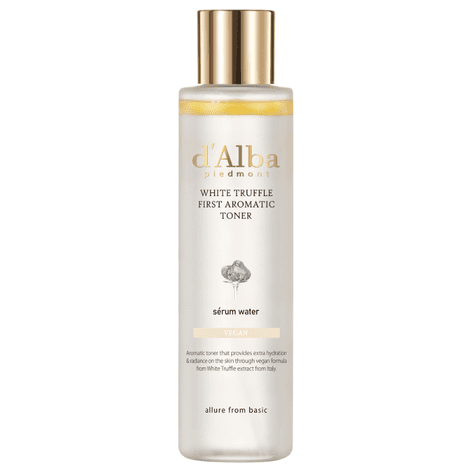 d'Alba
piedmont
WHITE TRUFFLE
FIRST AROMATIC
TONER
sérum water
VEGAN
Aromatic toner that provides extra hydration
& radiance on the skin through vegan formula
from White Truffle extract from Italy.
allure from basic